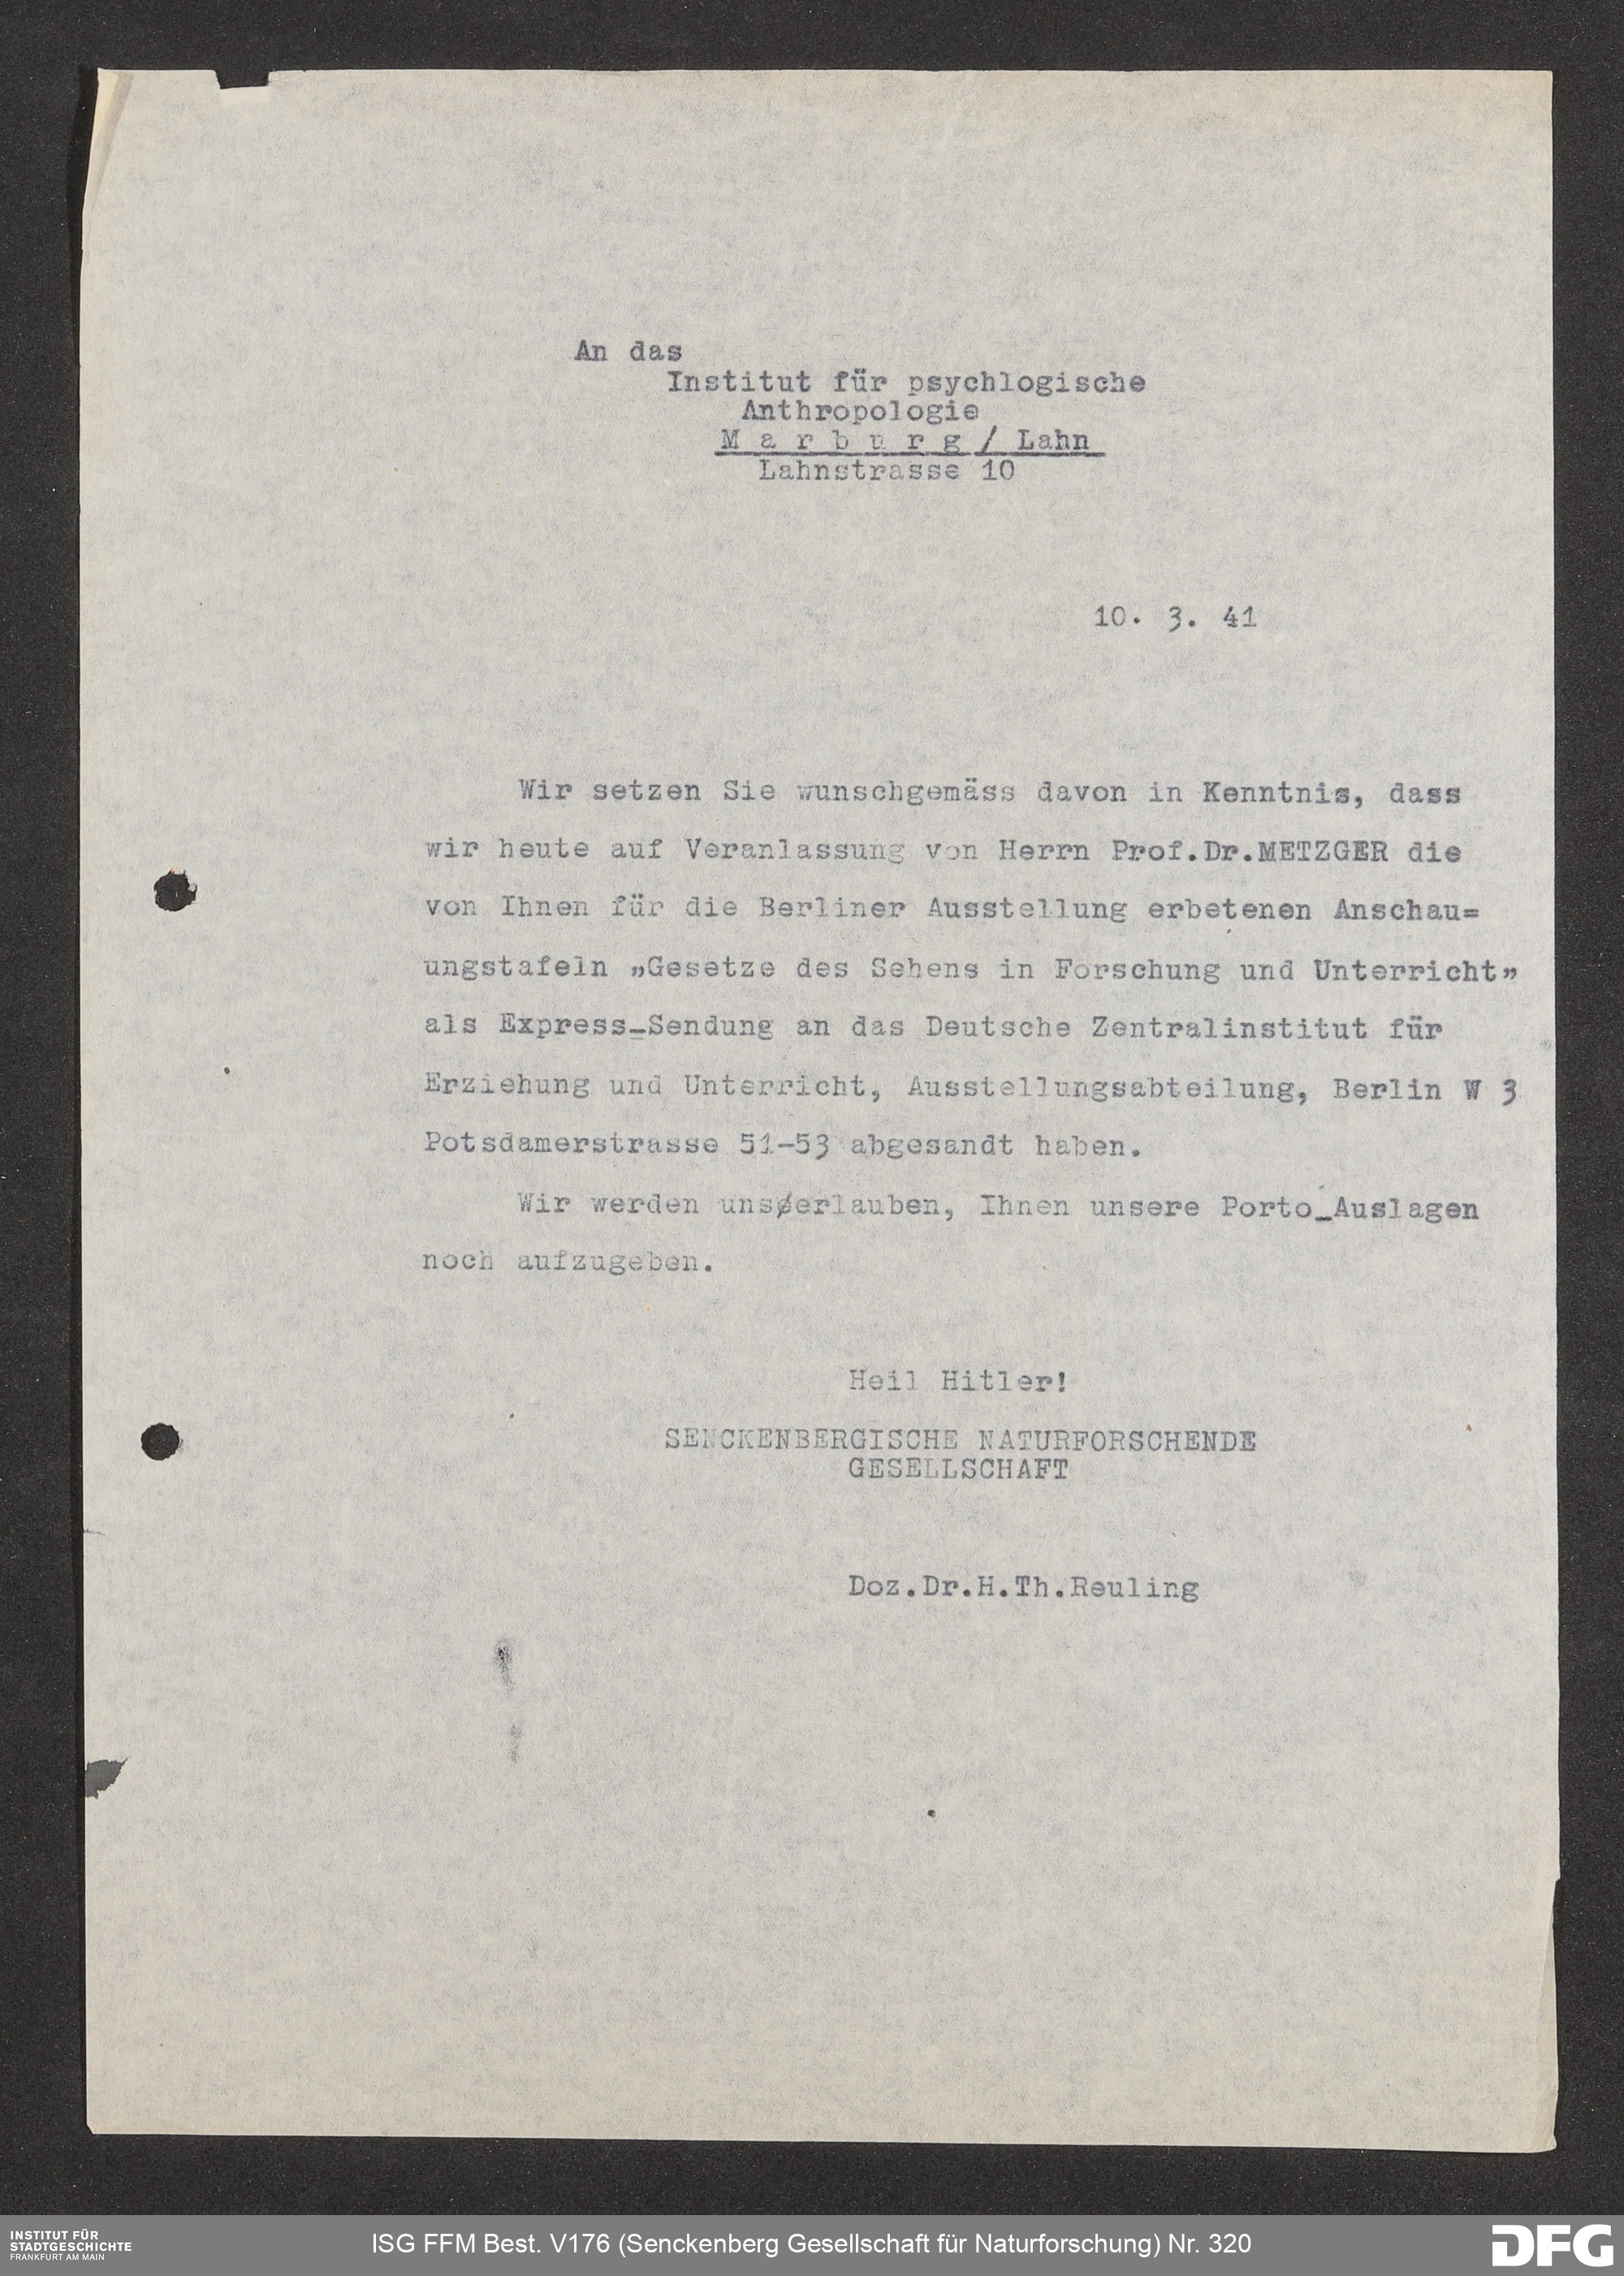 An das
Institut für psychlogische
Anthropologie
M a r b u r g / Lahn
Lahnstrasse 10
10. 3. 41
Wir setzen Sie wunschgemäss davon in Kenntnis, dass
wir heute auf Veranlassung von Herrn Prof.Dr.METZGER die
von Ihnen für die Berliner Ausstellung erbetenen Anschau=
ungstafeln „Gesetze des Sehens in Forschung und Unterricht"
als Express_Sendung an das Deutsche Zentralinstitut für
Erziehung und Unterricht, Ausstellungsabteilung, Berlin W 3
Potsdamerstrasse 51-53 abgesandt haben.
Wir werden uns erlauben, Ihnen unsere Porto_Auslagen
noch aufzugeben.
Heil Hitler!
SENCKENBERGISCHE NATURFORSCHENDE
GESELLSCHAFT
Doz.Dr.H.Th.Reuling
INSTITUT FÜR
STADTGESCHICHTE
FRANKFURT AM MAIN
ISG FFM Best. V176 (Senckenberg Gesellschaft für Naturforschung) Nr. 320
DFG